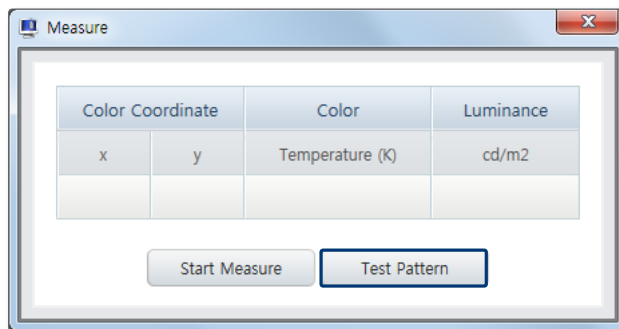 Measure
Color Coordinate Color Luminance
x y Temperature (K) cd/m2
Start Measure Test Pattern